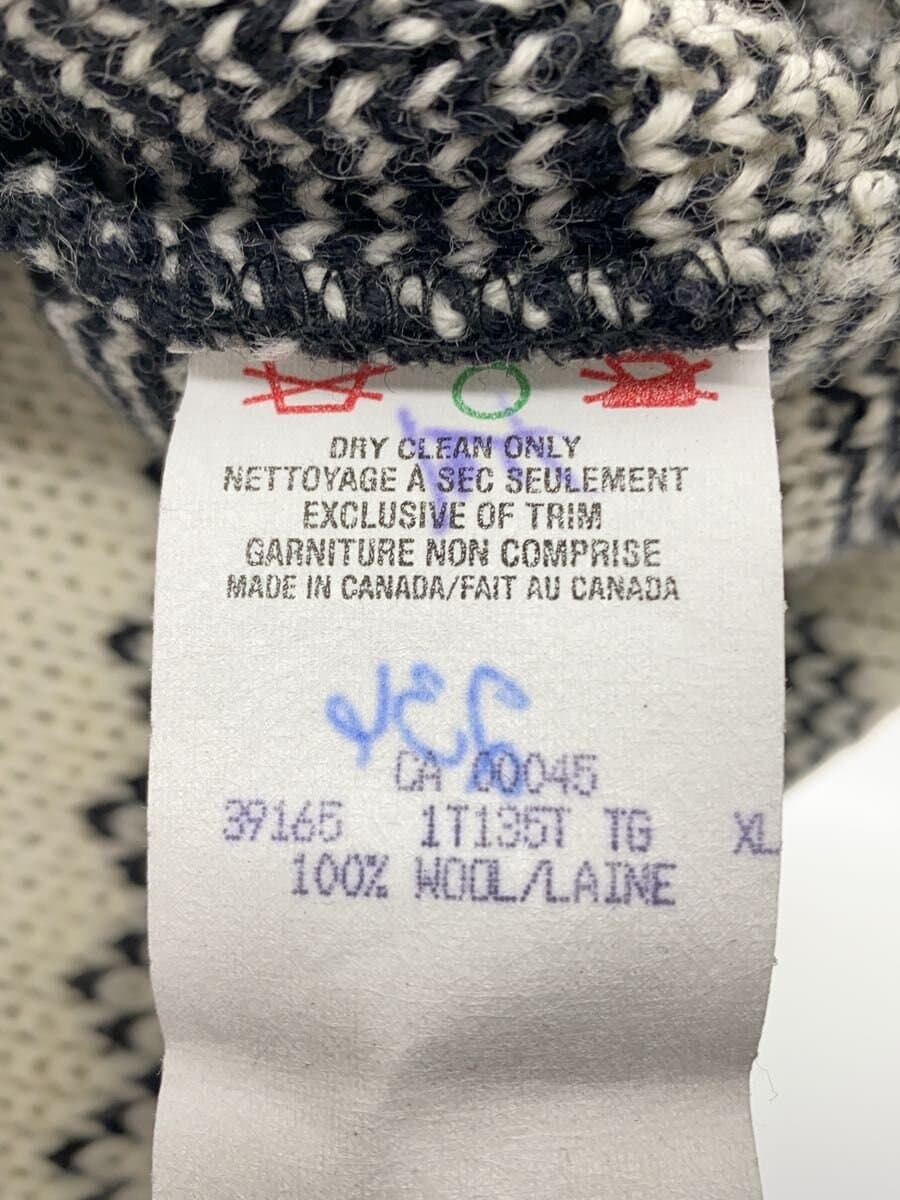 DRY CLEAN ONLY
NETTOYAGE À SEC SEULEMENT
EXCLUSIVE OF TRIM
GARNITURE NON COMPRISE
MADE IN CANADA/FAIT AU CANADA
236
CA 00045
39165 1T135T TG XL
100% WOOL/LAINE